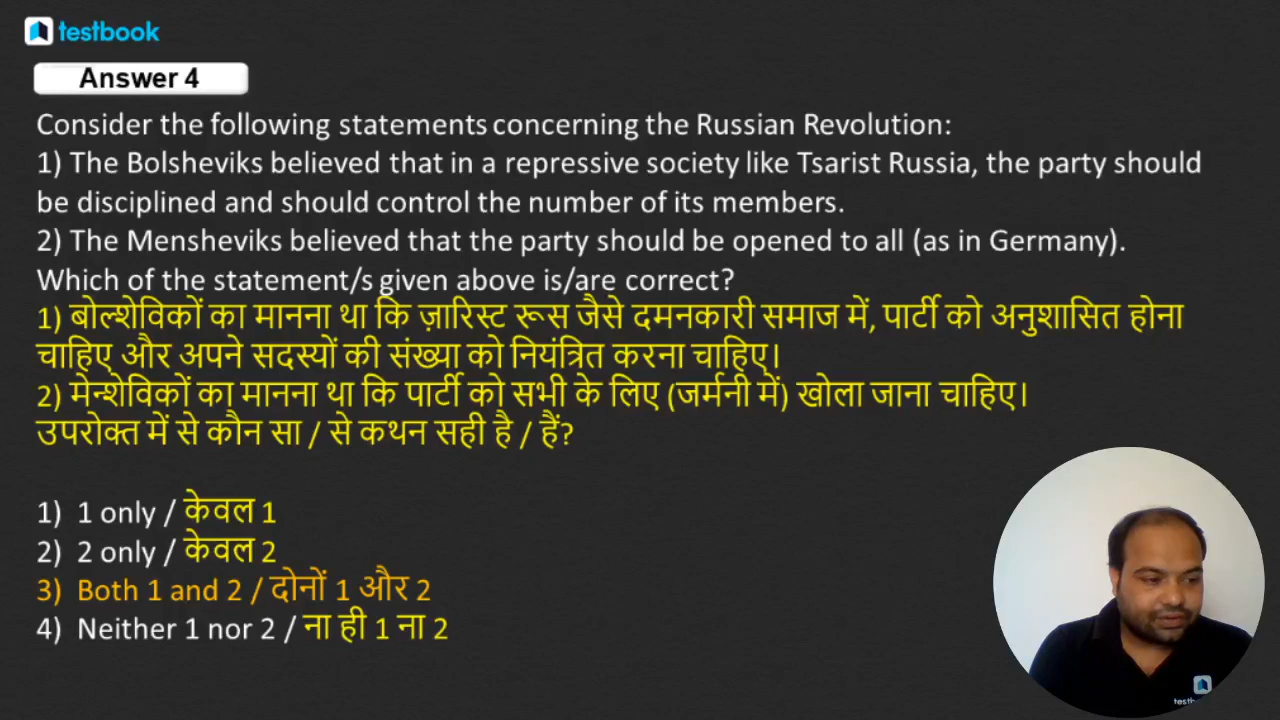 testbook
Answer 4
Consider the following statements concerning the Russian Revolution:
1) The Bolsheviks believed that in a repressive society like Tsarist Russia, the party should
be disciplined and should control the number of its members.
2) The Mensheviks believed that the party should be opened to all (as in Germany).
Which of the statement/s given above is/are correct?
1) बोल्शेविकों का मानना था कि ज़ारिस्ट रूस जैसे दमनकारी समाज में, पार्टी को अनुशासित होना
चाहिए और अपने सदस्यों की संख्या को नियंत्रित करना चाहिए।
2) मेन्शेविकों का मानना था कि पार्टी को सभी के लिए (जर्मनी में) खोला जाना चाहिए।
उपरोक्त में से कौन सा / से कथन सही है / हैं?
1) 1 only / केवल 1
2) 2 only / केवल 2
3) Both 1 and 2 / दोनों 1 और 2
4) Neither 1 nor 2 / ना ही 1 ना 2